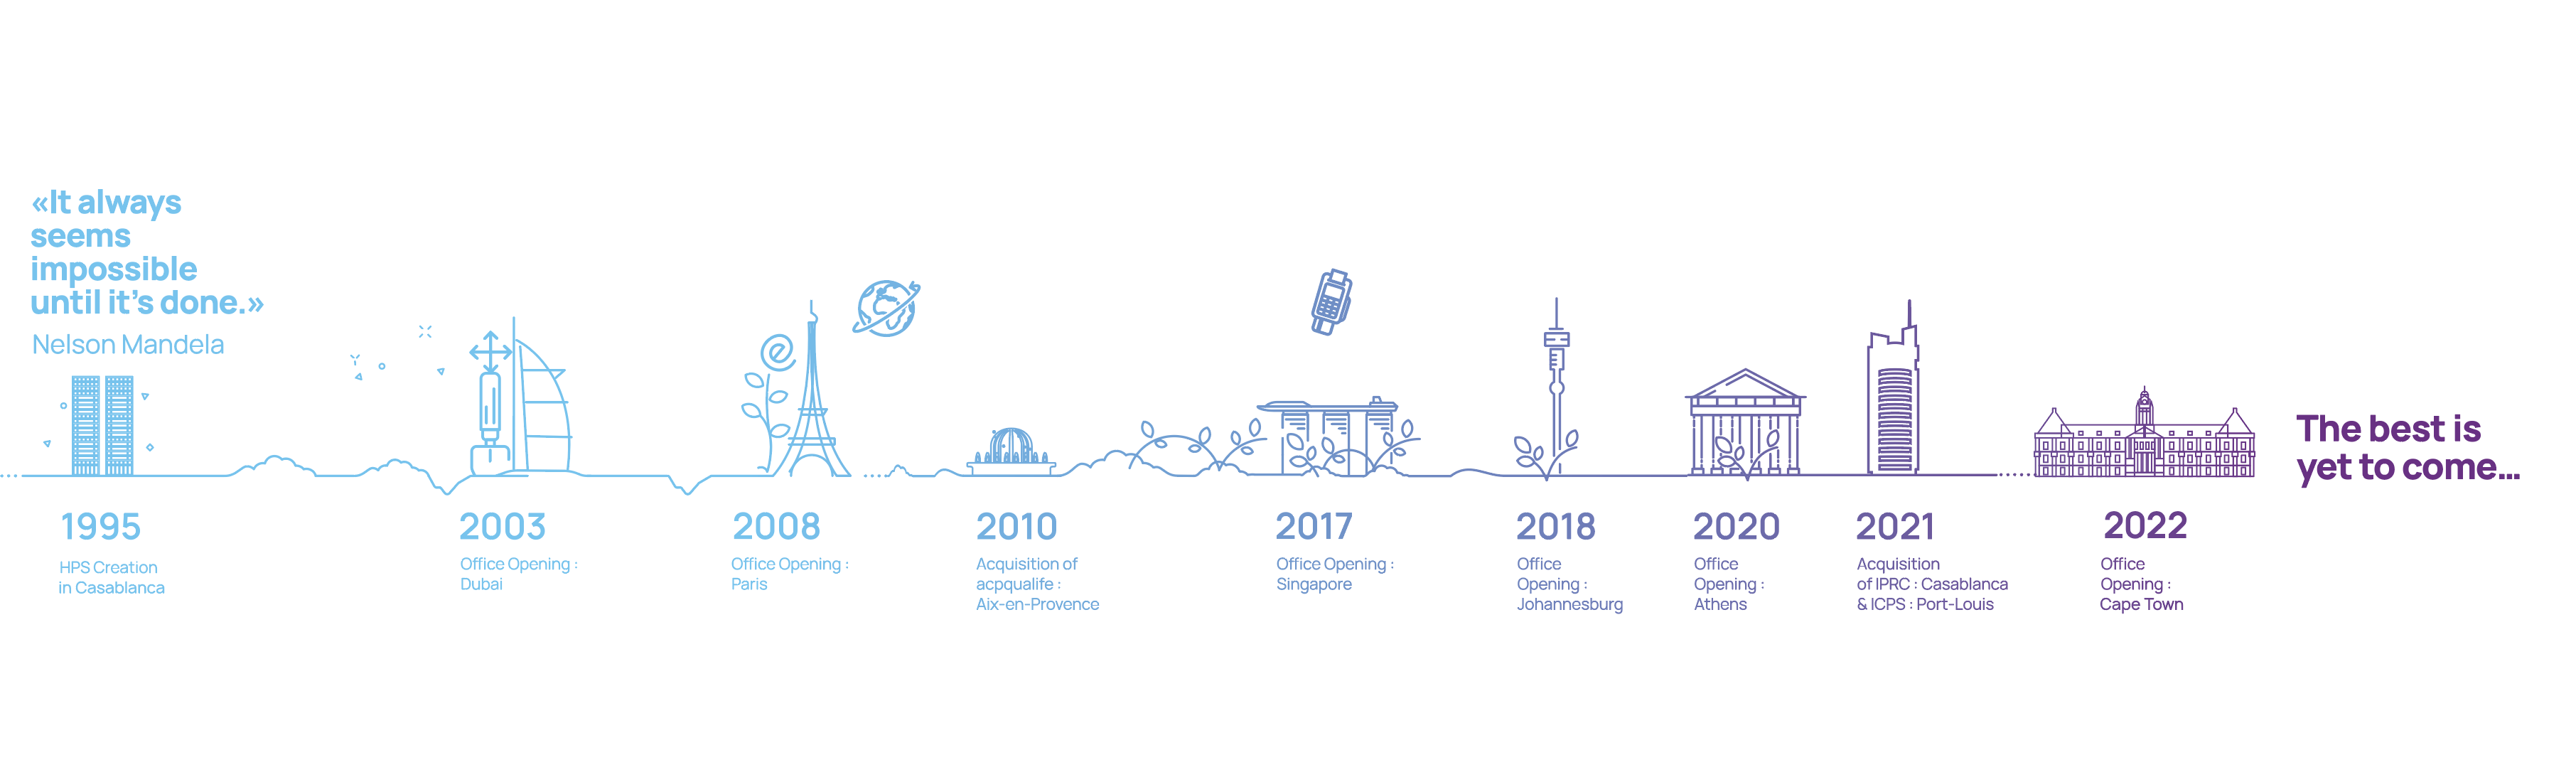 «It always
seems
impossible
until it’s done.»
Nelson Mandela
1995
HPS Creation
in Casablanca
2003
Office Opening :
Dubai
2008
Office Opening :
Paris
2010
Acquisition of
acpqualife :
Aix-en-Provence
2017
Office Opening :
Singapore
2018
Office
Opening :
Johannesburg
2020
Office
Opening :
Athens
2021
Acquisition
of IPRC : Casablanca
& ICPS : Port-Louis
2022
Office
Opening :
Cape Town
The best is
yet to come...